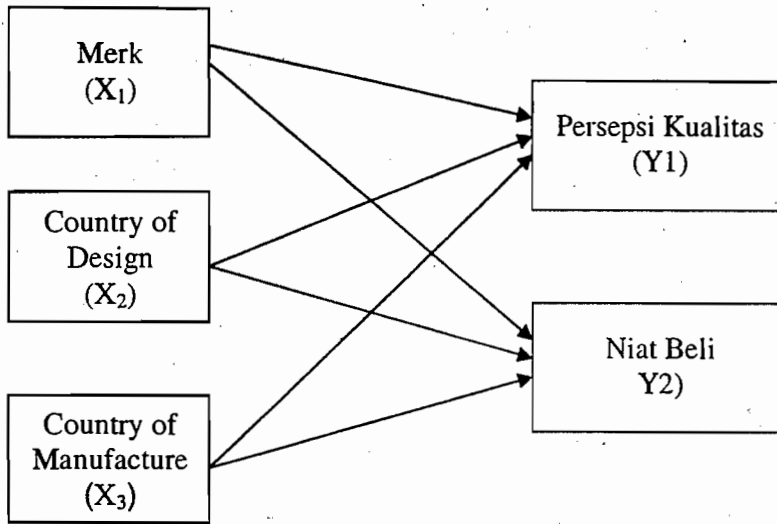 Merk
(X₁)
Country of
Design
(X₂)
Country of
Manufacture
(X₃)
Persepsi Kualitas
(Y1)
Niat Beli
Y2)